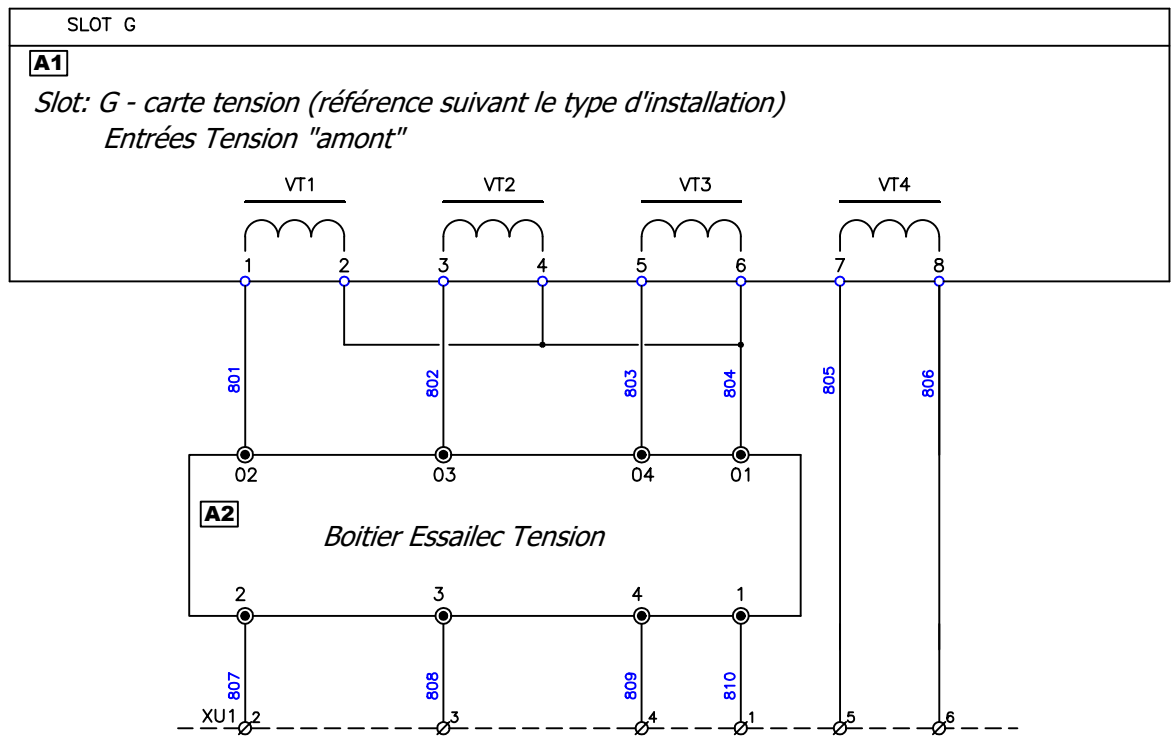 SLOT G
A1
Slot: G - carte tension (référence suivant le type d'installation)
Entrées Tension "amont"
VT1 VT2 VT3 VT4
1 2 3 4 5 6 7 8
801 802 803 804 805 806
02 03 04 01
A2
Boitier Essailec Tension
2 3 4 1
807 808 809 810
XU1 2 3 4 1 5 6